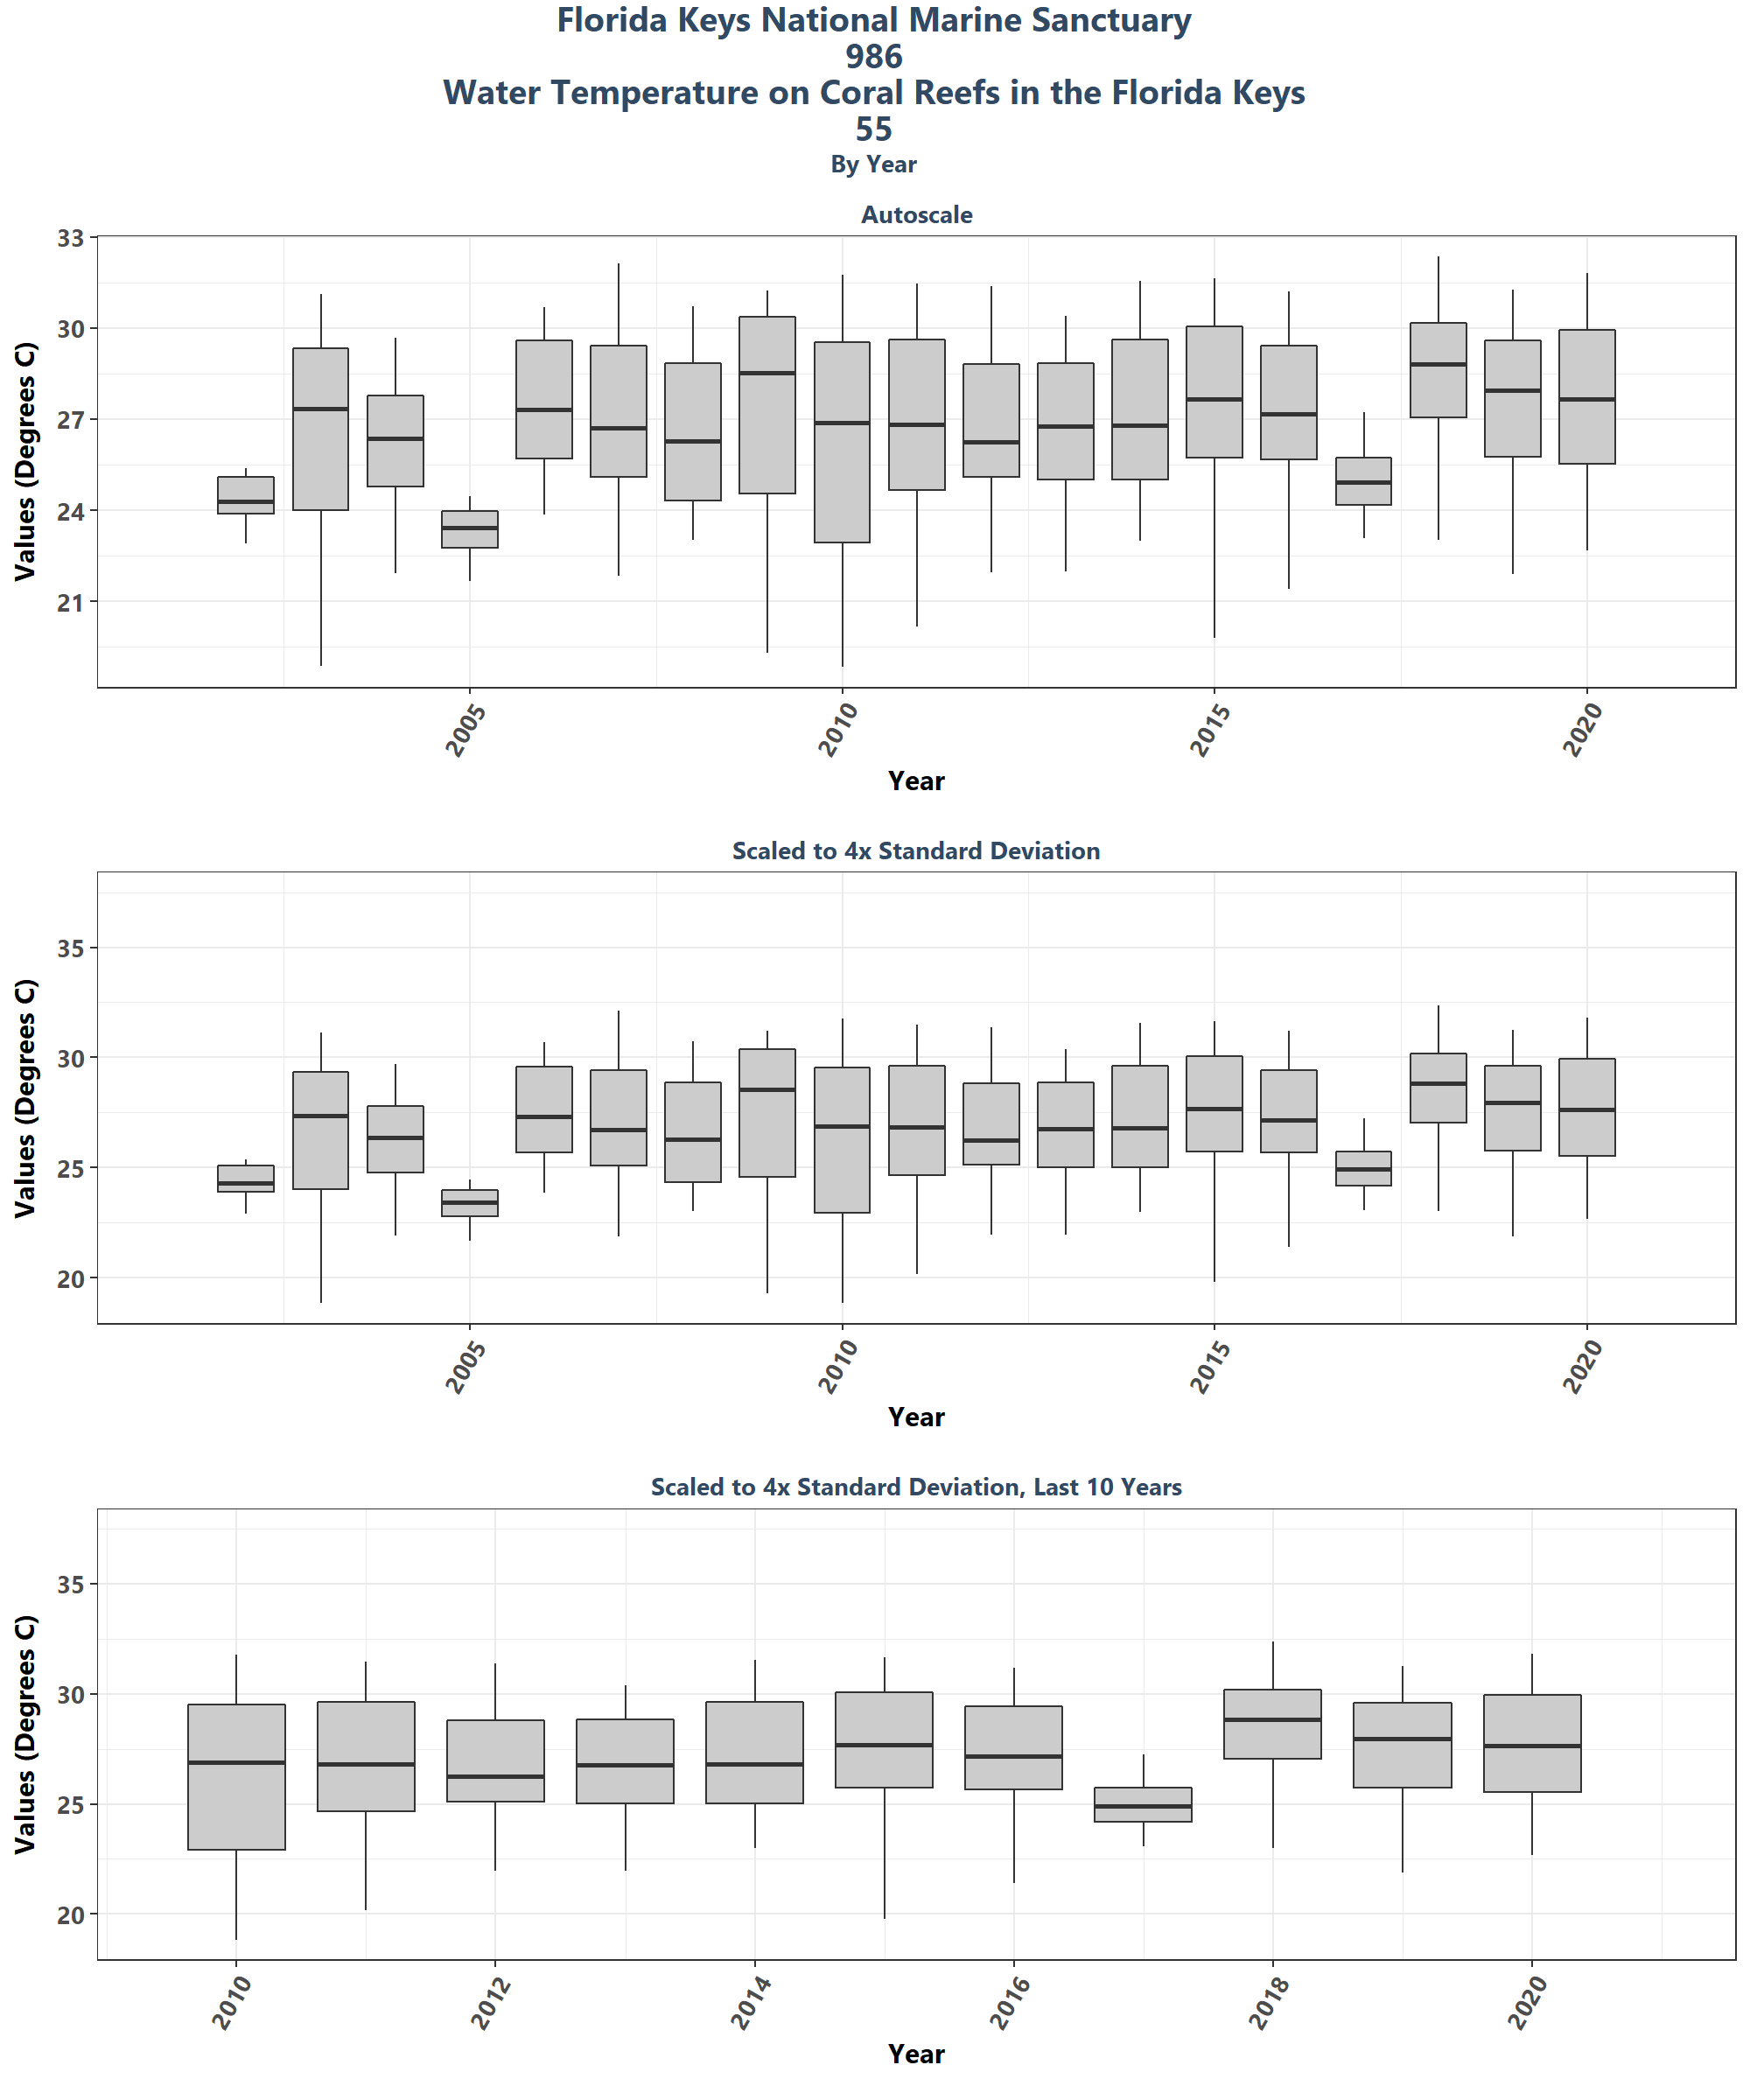 Florida Keys National Marine Sanctuary
986
Water Temperature on Coral Reefs in the Florida Keys
55
By Year
Autoscale
Values (Degrees C)
33
30
27
24
21
2005
2010
2015
2020
Year
Scaled to 4x Standard Deviation
Values (Degrees C)
35
30
25
20
2005
2010
2015
2020
Year
Scaled to 4x Standard Deviation, Last 10 Years
Values (Degrees C)
35
30
25
20
2010
2012
2014
2016
2018
2020
Year